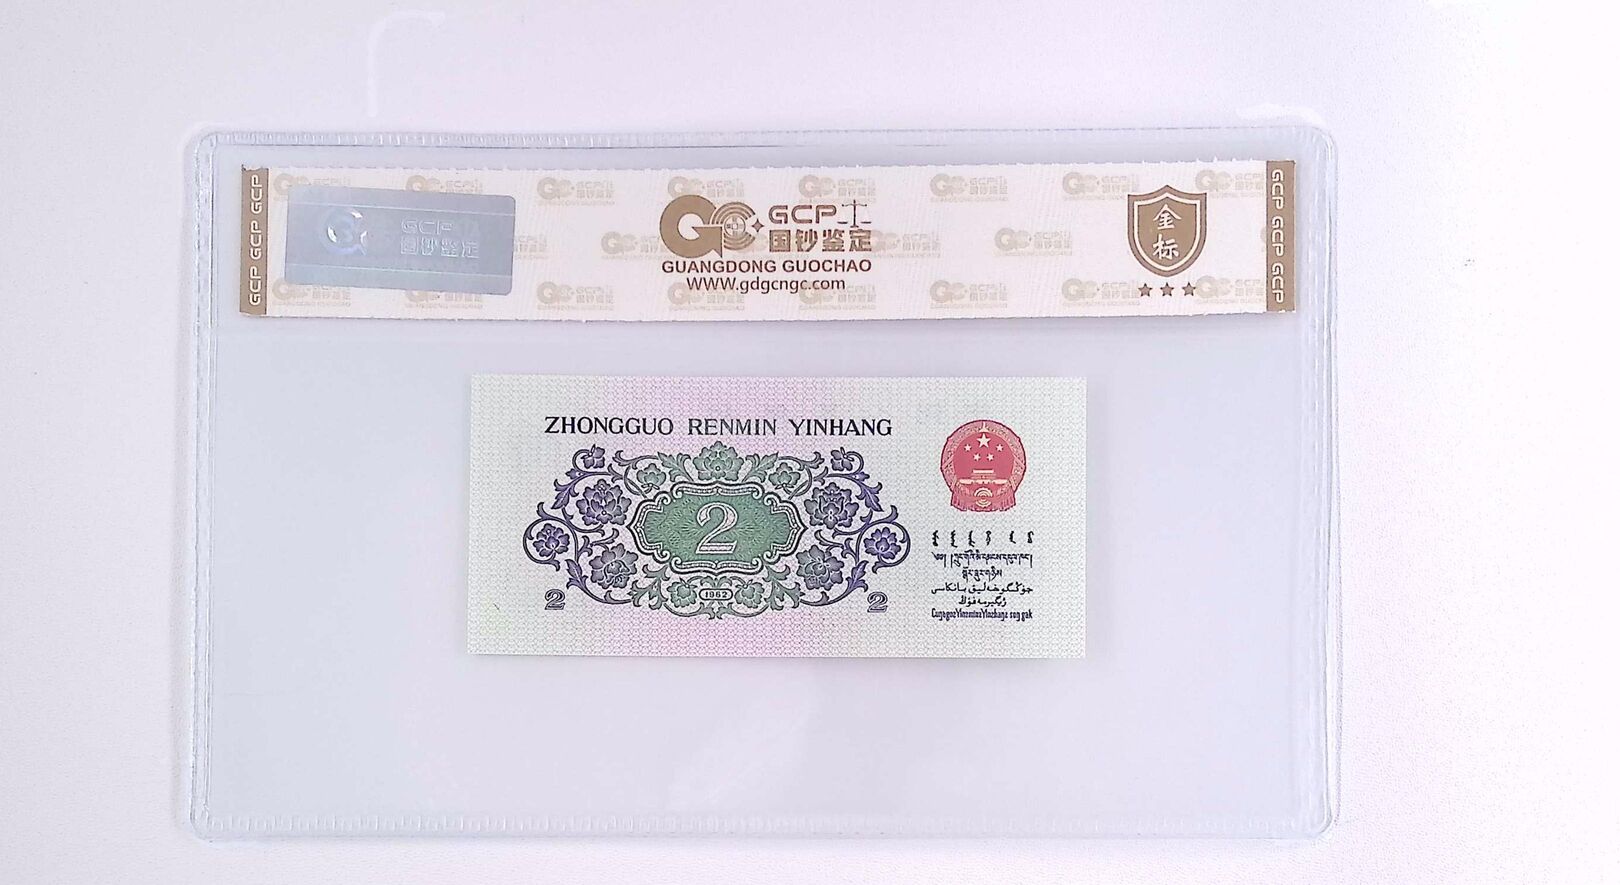 GCP GCP GCP
GCP
国钞鉴定
GCP
国钞鉴定
GUANGDONG GUOCHAO
WWW.gdgcngc.com
金
标
GCP GCP GCP
ZHONGGUO RENMIN YINHANG
2
1962
2
2